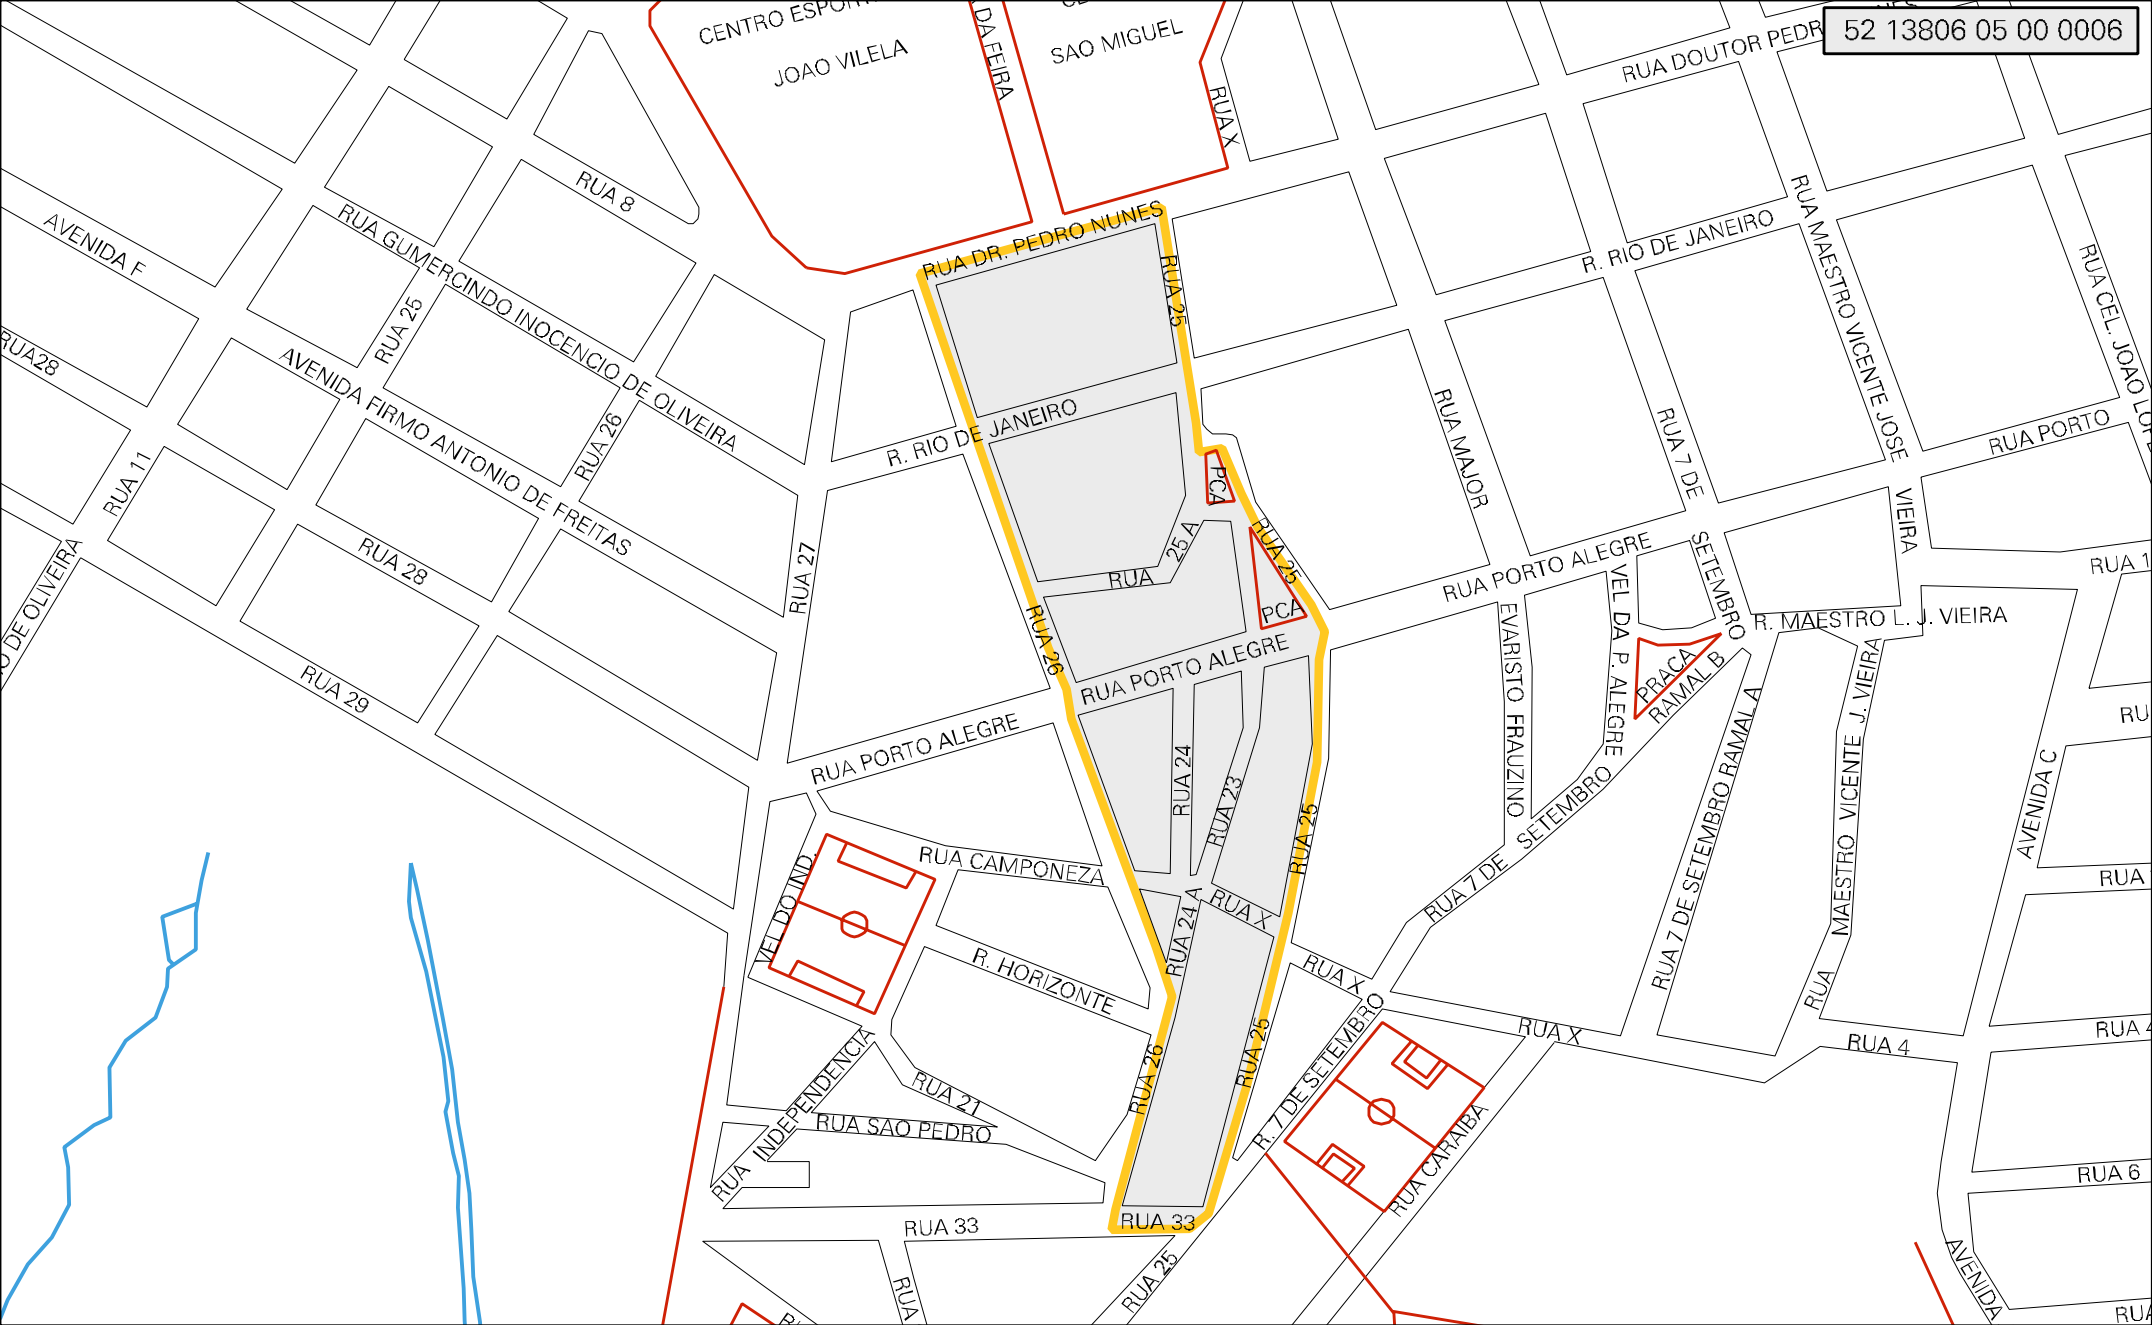 CENTRO
JOAO VILELA
DA FEIRA
SAO MIGUEL
RUA X
RUA DOUTOR PEDR
52 13806 05 00 0006
RUA 8
RUA GUMERCINDO INOCENCIO DE OLIVEIRA
AVENIDA F
RUA 25
RUA28
AVENIDA FIRMO ANTONIO DE FREITAS
RUA 26
RUA 11
RUA 28
RUA 27
DE OLIVEIRA
RUA 29
RUA DR. PEDRO NUNES
RUA 25
R. RIO DE JANEIRO
R. RIO DE JANEIRO
RUA MAESTRO VICENTE JOSE
VIEIRA
RUA CEL. JOAO
RUA MAJOR
RUA 7 DE
SETEMBRO
RUA PORTO
PCA
RUA 25 A
RUA 25
PCA
RUA 26
RUA PORTO ALEGRE
RUA PORTO ALEGRE
RUA PORTO ALEGRE
EVARISTO FRAUZINO
VEL DA P. ALEGRE
R. MAESTRO L. J. VIEIRA
RUA 1
PRACA
RAMAL B
RUA 24
RUA 23
RUA 25
RUA 7 DE SETEMBRO
RUA 7 DE SETEMBRO RAMAL A
RUA MAESTRO VICENTE J. VIEIRA
AVENIDA C
RU
RUA
RUA CAMPONEZA
VEL DO IND.
RUA 24 A
RUA X
R. HORIZONTE
RUA X
RUA X
RUA 4
RUA 4
RUA INDEPENDENCIA
RUA 21
RUA SAO PEDRO
RUA 26
RUA 25
R. 7 DE SETEMBRO
RUA CARAIBA
RUA 6
RUA 33
RUA 33
RUA 25
RUA
AVENIDA
RUA